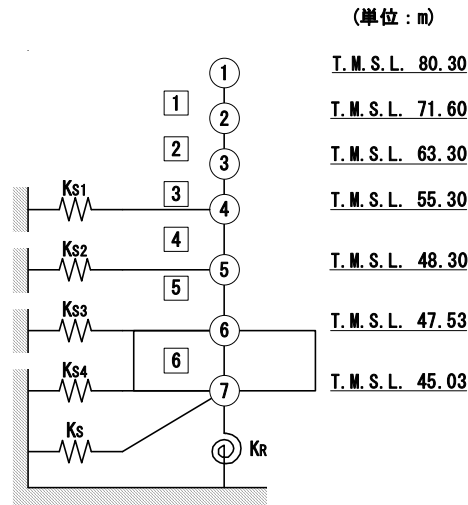 (単位:m)
1 T.M.S.L. 80.30
1
2 T.M.S.L. 71.60
2
3 T.M.S.L. 63.30
3
KS1 4 T.M.S.L. 55.30
4
KS2 5 T.M.S.L. 48.30
5
KS3 6 T.M.S.L. 47.53
6
KS4 7 T.M.S.L. 45.03
KS KR